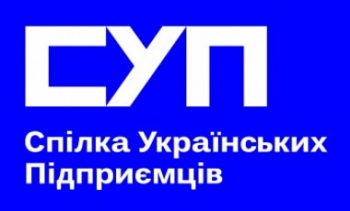 СУП
Спілка Українських
Підприємців